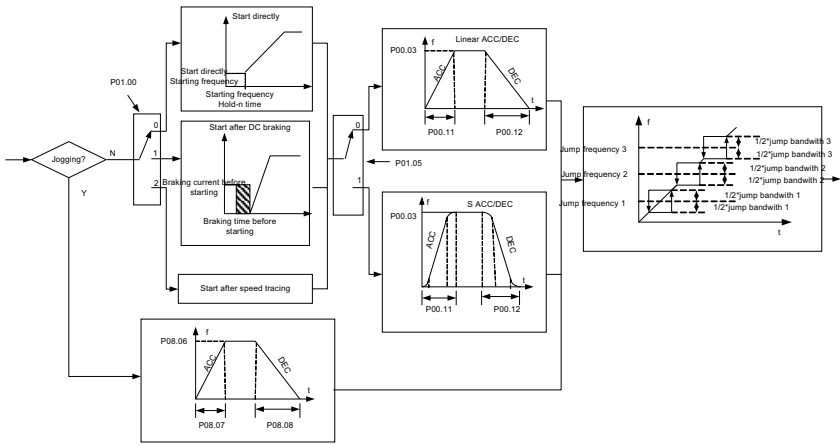 Start directly
Start directly
Starting frequency
Starting frequency
Hold-n time
P01.00
0
N
1
2
Jogging?
Y
Start after DC braking
Braking current before
starting
Braking time before
starting
Start after speed tracing
0
P01.05
1
Linear ACC/DEC
P00.03
f
ACC
DEC
t
P00.11
P00.12
S ACC/DEC
P00.03
f
ACC
DEC
t
P00.11
P00.12
P08.06
f
ACC
DEC
t
P08.07
P08.08
f
Jump frequency 3
1/2*jump bandwith 3
1/2*jump bandwith 3
Jump frequency 2
1/2*jump bandwith 2
1/2*jump bandwith 2
Jump frequency 1
1/2*jump bandwith 1
1/2*jump bandwith 1
t